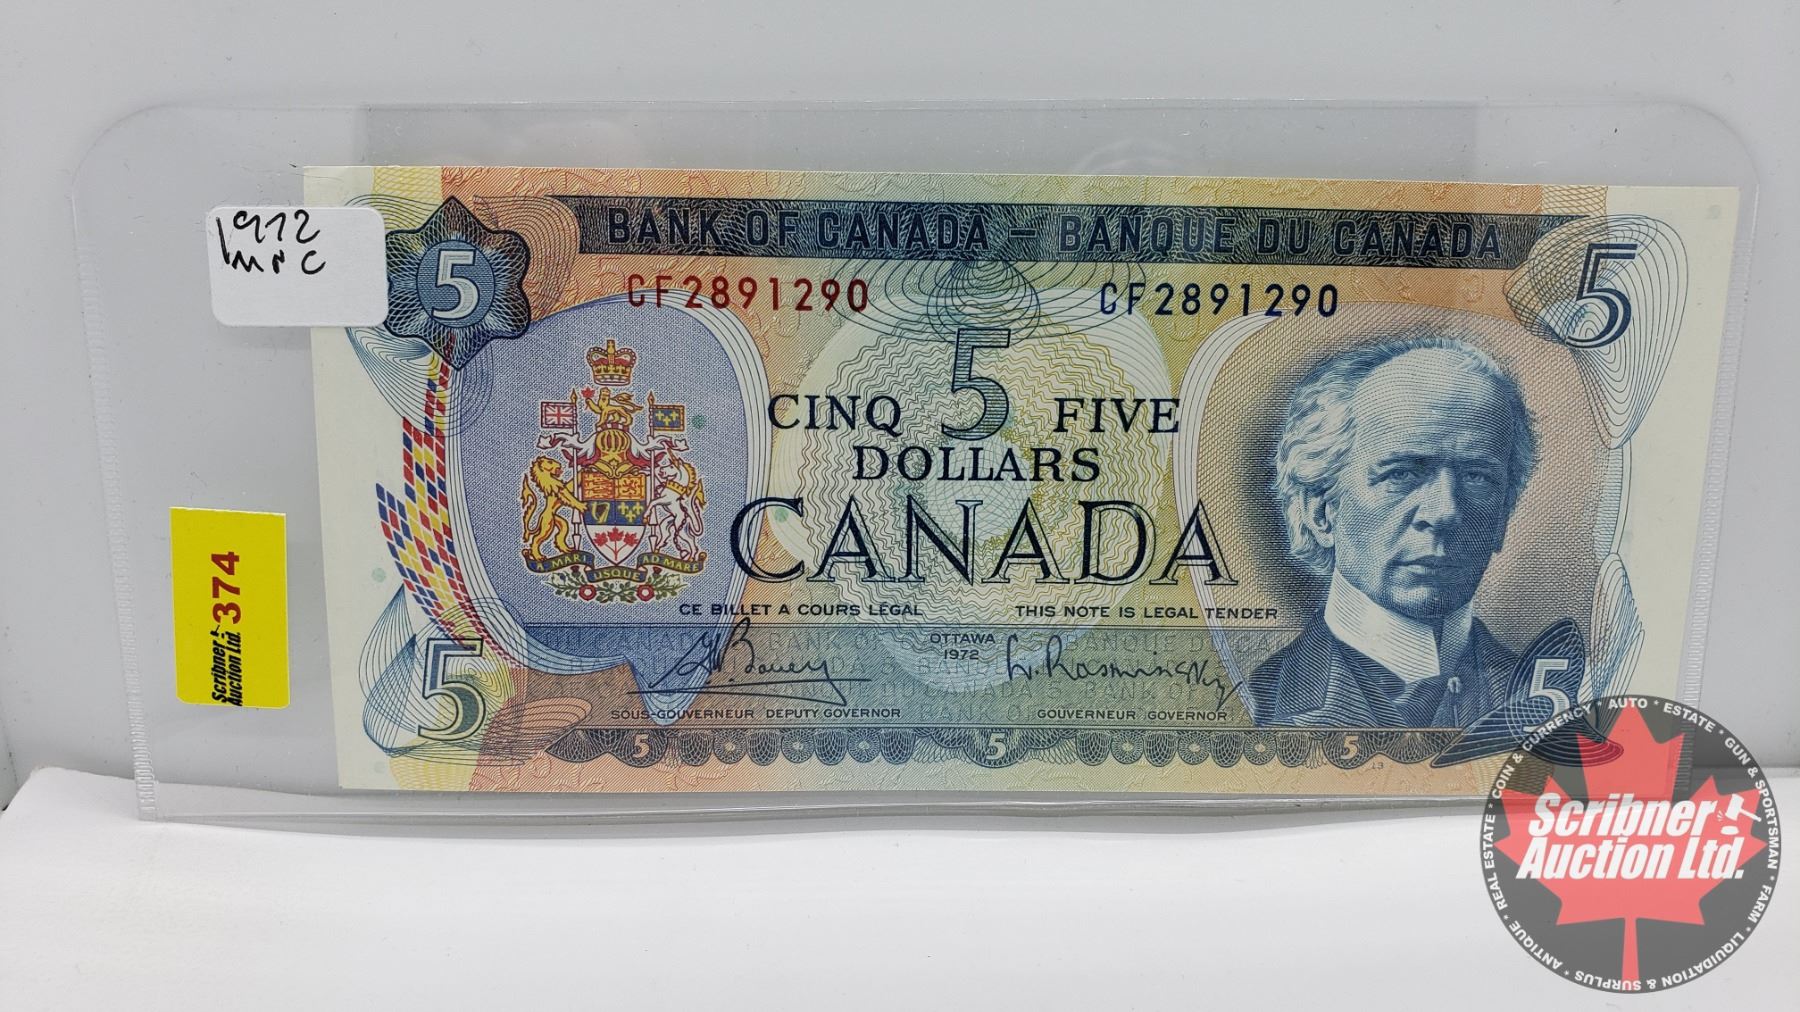 1972
UNC
BANK OF CANADA – BANQUE DU CANADA
5
5
CF2891290
CF2891290
5
CINQ FIVE
DOLLARS
CANADA
A MARI USQUE AD MARE
CE BILLET A COURS LÉGAL
THIS NOTE IS LEGAL TENDER
OTTAWA
1972
SOUS-GOUVERNEUR DEPUTY GOVERNOR
GOUVERNEUR GOVERNOR
5
5
5
5
5
13
Scribner Auction Ltd.
374
Scribner
Auction Ltd.
REAL ESTATE * COIN & CURRENCY * AUTO * ESTATE * GUN & SPORTSMAN * FARM * LIQUIDATION & SURPLUS * ANTIQUE *